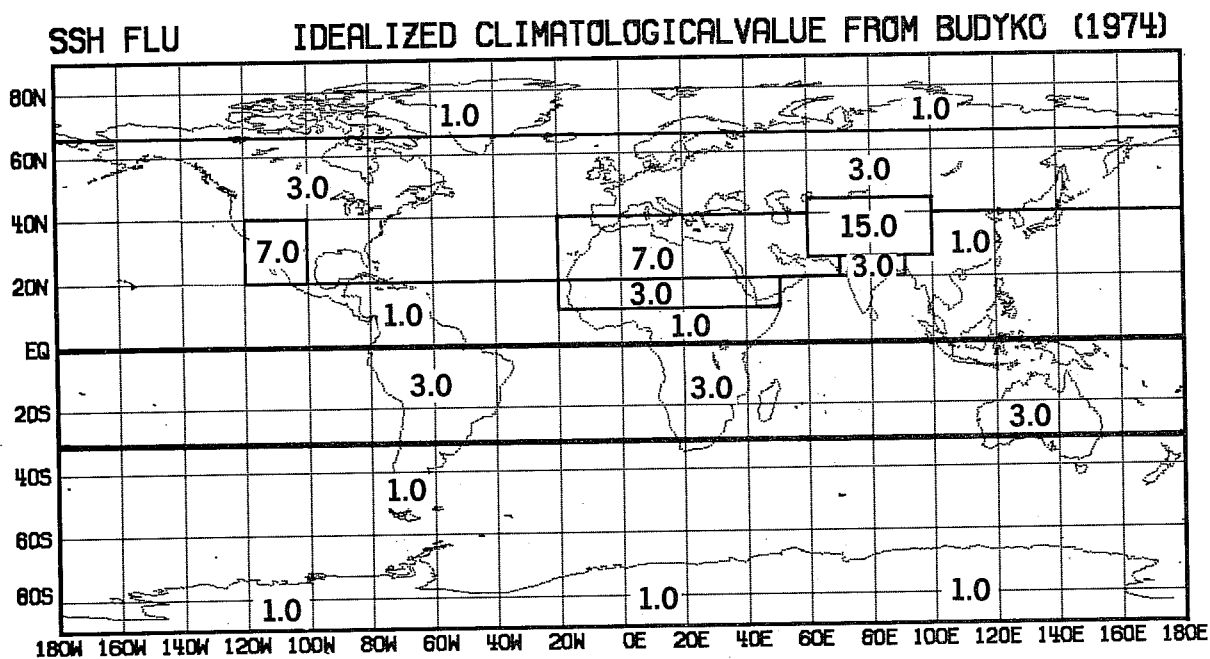 SSH FLU IDEALIZED CLIMATOLOGICALVALUE FROM BUDYKO (1974)
80N
1.0 1.0
60N
3.0 3.0
40N
15.0
7.0 7.0 1.0
3.0
20N
3.0
1.0 1.0
EQ
3.0 3.0
20S
3.0
40S
1.0
60S
80S
1.0 1.0 1.0
180W 160W 140W 120W 100W 80W 60W 40W 20W 0E 20E 40E 60E 80E 100E 120E 140E 160E 180E